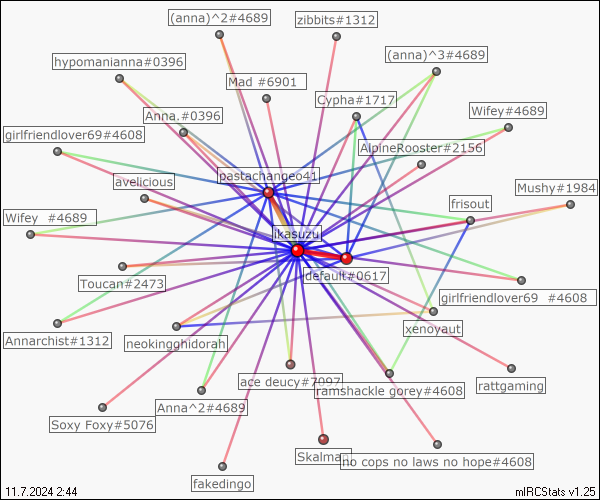 (anna)^2#4689
zibbits#1312
hypomanianna#0396
(anna)^3#4689
Mad #6901
Cypha#1717
Anna.#0396
Wifey#4689
girlfriendlover69#4608
AlpineRooster#2156
pastachangeo41
avelicious
Mushy#1984
frisout
Wifey #4689
ikasuzu
default#0617
Toucan#2473
girlfriendlover69 #4608
Annarchist#1312
xenoyaut
neokingghidorah
ace deucy#7097
ramshackle gorey#4608
rattgaming
Anna^2#4689
Soxy Foxy#5076
Skalman
no cops no laws no hope#4608
fakedingo
11.7.2024 2:44
mIRCStats v1.25